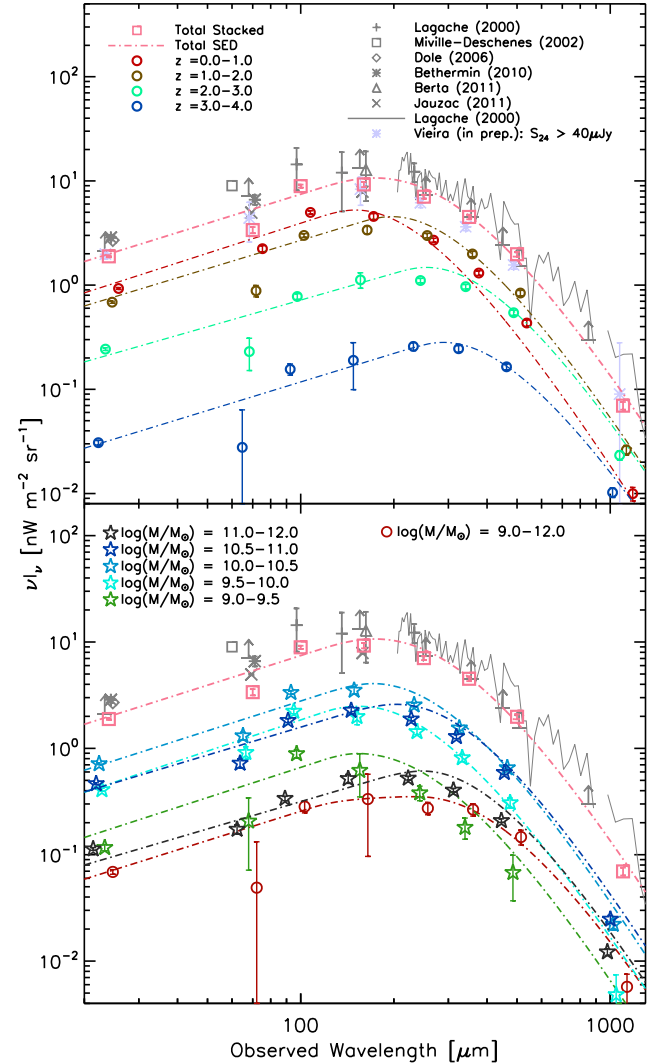 Total Stacked
Total SED
z =0.0−1.0
z =1.0−2.0
z =2.0−3.0
z =3.0−4.0
Lagache (2000)
Miville−Deschenes (2002)
Dole (2006)
Bethermin (2010)
Berta (2011)
Jauzac (2011)
Lagache (2000)
Vieira (in prep.): S₂₄ > 40μJy
10²
10¹
10⁰
10⁻¹
10⁻²
νIᵥ [nW m⁻² sr⁻¹]
log(M/M☉) = 11.0−12.0
log(M/M☉) = 10.5−11.0
log(M/M☉) = 10.0−10.5
log(M/M☉) = 9.5−10.0
log(M/M☉) = 9.0−9.5
log(M/M☉) = 9.0−12.0
10²
10¹
10⁰
10⁻¹
10⁻²
100
1000
Observed Wavelength [μm]